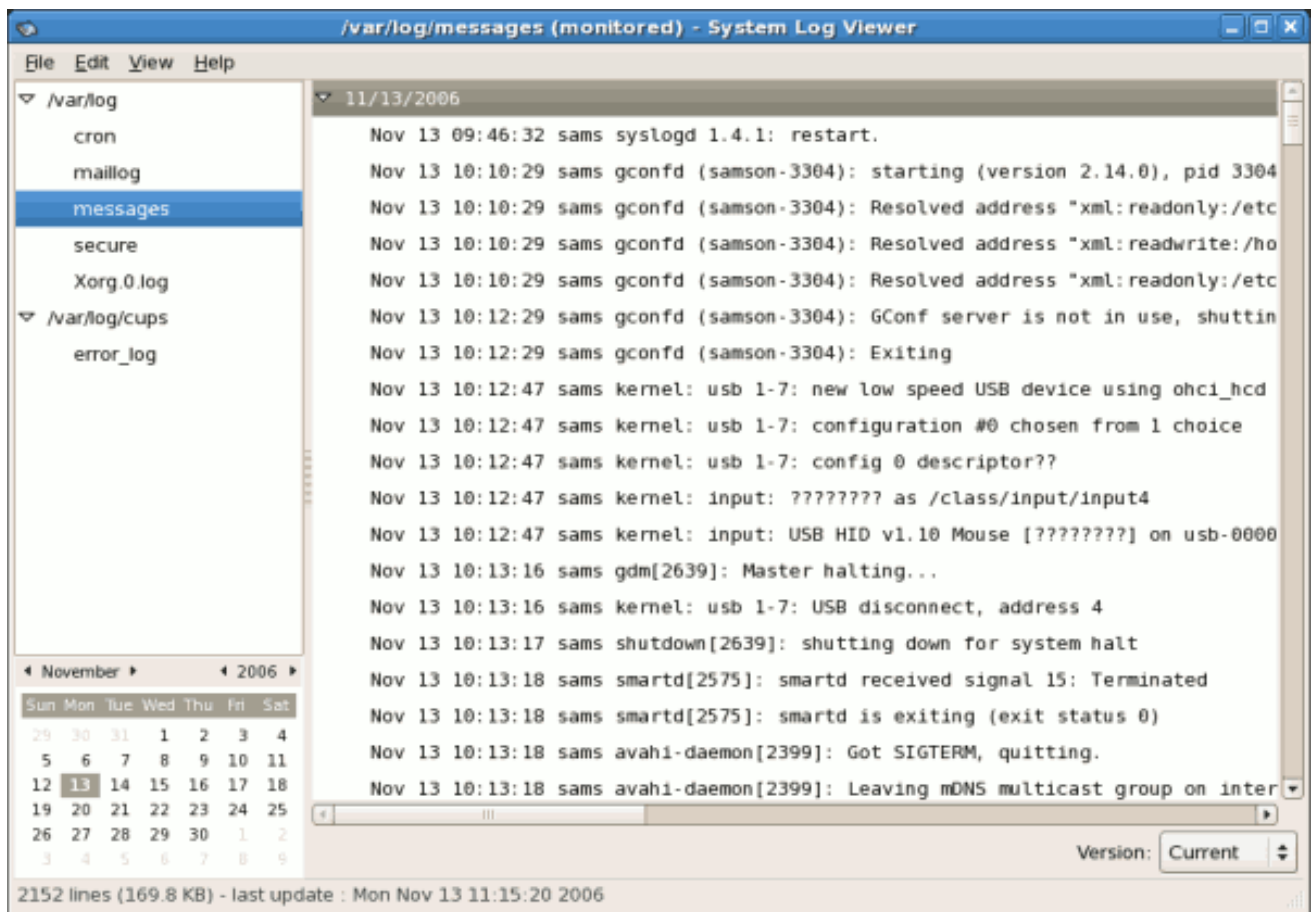 /var/log/messages (monitored) - System Log Viewer
File Edit View Help
/var/log
cron
maillog
messages
secure
Xorg.0.log
/var/log/cups
error_log
November 2006
Sun Mon Tue Wed Thu Fri Sat
29 30 31 1 2 3 4
5 6 7 8 9 10 11
12 13 14 15 16 17 18
19 20 21 22 23 24 25
26 27 28 29 30 1 2
3 4 5 6 7 8 9
11/13/2006
Nov 13 09:46:32 sams syslogd 1.4.1: restart.
Nov 13 10:10:29 sams gconfd (samson-3304): starting (version 2.14.0), pid 3304
Nov 13 10:10:29 sams gconfd (samson-3304): Resolved address "xml:readonly:/etc
Nov 13 10:10:29 sams gconfd (samson-3304): Resolved address "xml:readwrite:/ho
Nov 13 10:10:29 sams gconfd (samson-3304): Resolved address "xml:readonly:/etc
Nov 13 10:12:29 sams gconfd (samson-3304): GConf server is not in use, shuttin
Nov 13 10:12:29 sams gconfd (samson-3304): Exiting
Nov 13 10:12:47 sams kernel: usb 1-7: new low speed USB device using ohci_hcd
Nov 13 10:12:47 sams kernel: usb 1-7: configuration #0 chosen from 1 choice
Nov 13 10:12:47 sams kernel: usb 1-7: config 0 descriptor??
Nov 13 10:12:47 sams kernel: input: ???????? as /class/input/input4
Nov 13 10:12:47 sams kernel: input: USB HID v1.10 Mouse [????????] on usb-0000
Nov 13 10:13:16 sams gdm[2639]: Master halting...
Nov 13 10:13:16 sams kernel: usb 1-7: USB disconnect, address 4
Nov 13 10:13:17 sams shutdown[2639]: shutting down for system halt
Nov 13 10:13:18 sams smartd[2575]: smartd received signal 15: Terminated
Nov 13 10:13:18 sams smartd[2575]: smartd is exiting (exit status 0)
Nov 13 10:13:18 sams avahi-daemon[2399]: Got SIGTERM, quitting.
Nov 13 10:13:18 sams avahi-daemon[2399]: Leaving mDNS multicast group on inter
Version: Current
2152 lines (169.8 KB) - last update : Mon Nov 13 11:15:20 2006